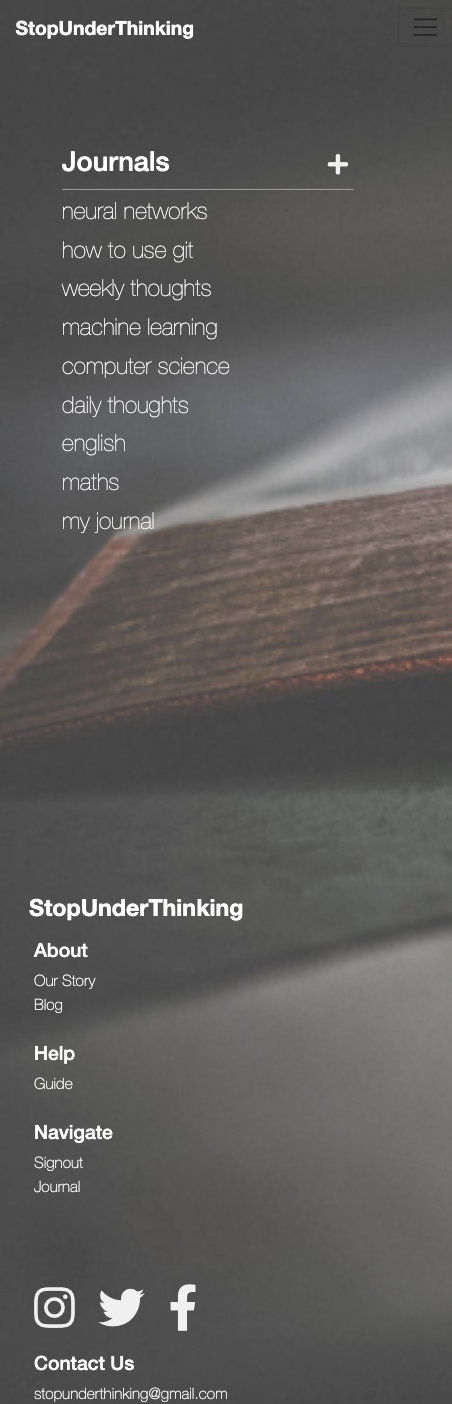 StopUnderThinking
Journals
neural networks
how to use git
weekly thoughts
machine learning
computer science
daily thoughts
english
maths
my journal
StopUnderThinking
About
Our Story
Blog
Help
Guide
Navigate
Signout
Journal
Contact Us
stopunderthinking@gmail.com